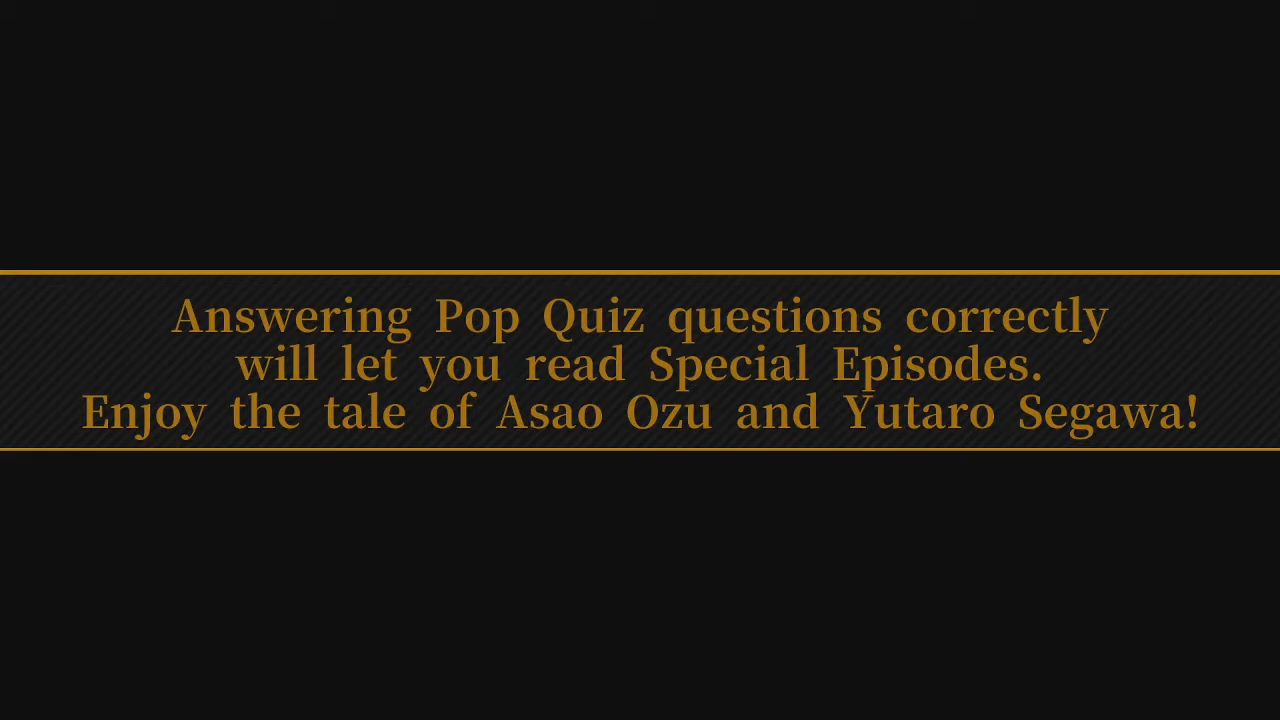 Answering Pop Quiz questions correctly
will let you read Special Episodes.
Enjoy the tale of Asao Ozu and Yutaro Segawa!